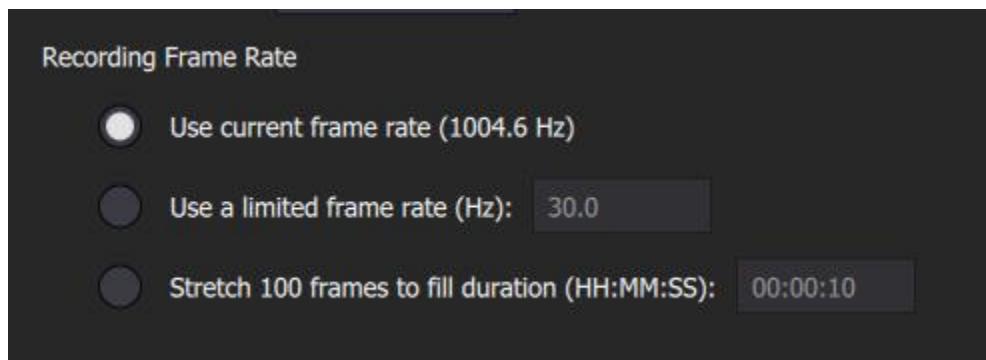 Recording Frame Rate
Use current frame rate (1004.6 Hz)
Use a limited frame rate (Hz): 30.0
Stretch 100 frames to fill duration (HH:MM:SS): 00:00:10